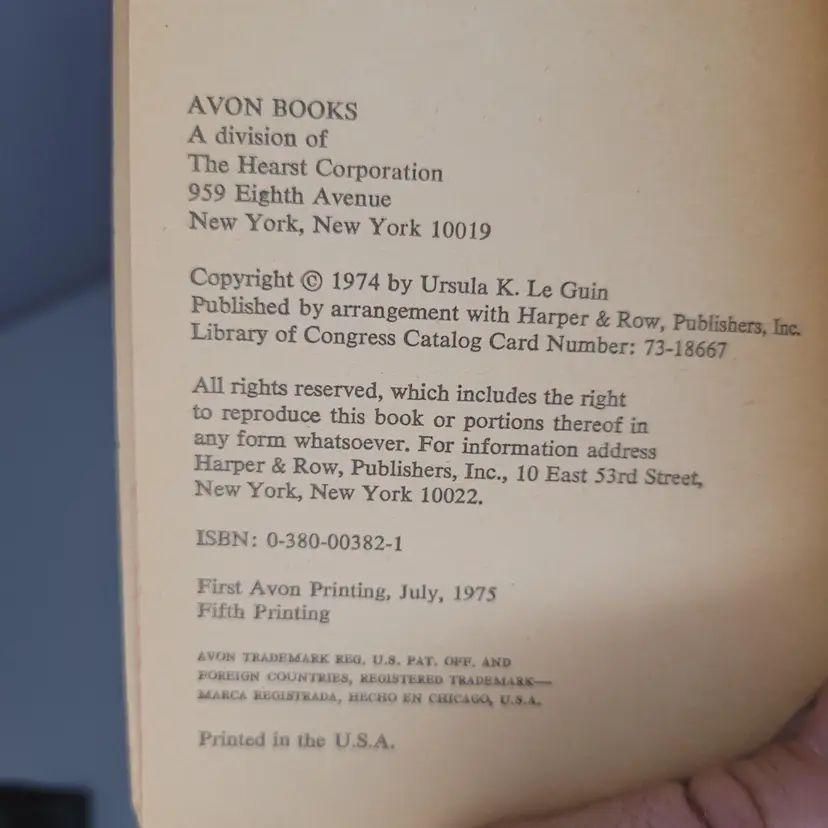 AVON BOOKS
A division of
The Hearst Corporation
959 Eighth Avenue
New York, New York 10019
Copyright © 1974 by Ursula K. Le Guin
Published by arrangement with Harper & Row, Publishers, Inc.
Library of Congress Catalog Card Number: 73-18667
All rights reserved, which includes the right
to reproduce this book or portions thereof in
any form whatsoever. For information address
Harper & Row, Publishers, Inc., 10 East 53rd Street,
New York, New York 10022.
ISBN: 0-380-00382-1
First Avon Printing, July, 1975
Fifth Printing
AVON TRADEMARK REG. U.S. PAT. OFF. AND
FOREIGN COUNTRIES, REGISTERED TRADEMARK—
MARCA REGISTRADA, HECHO EN CHICAGO, U.S.A.
Printed in the U.S.A.